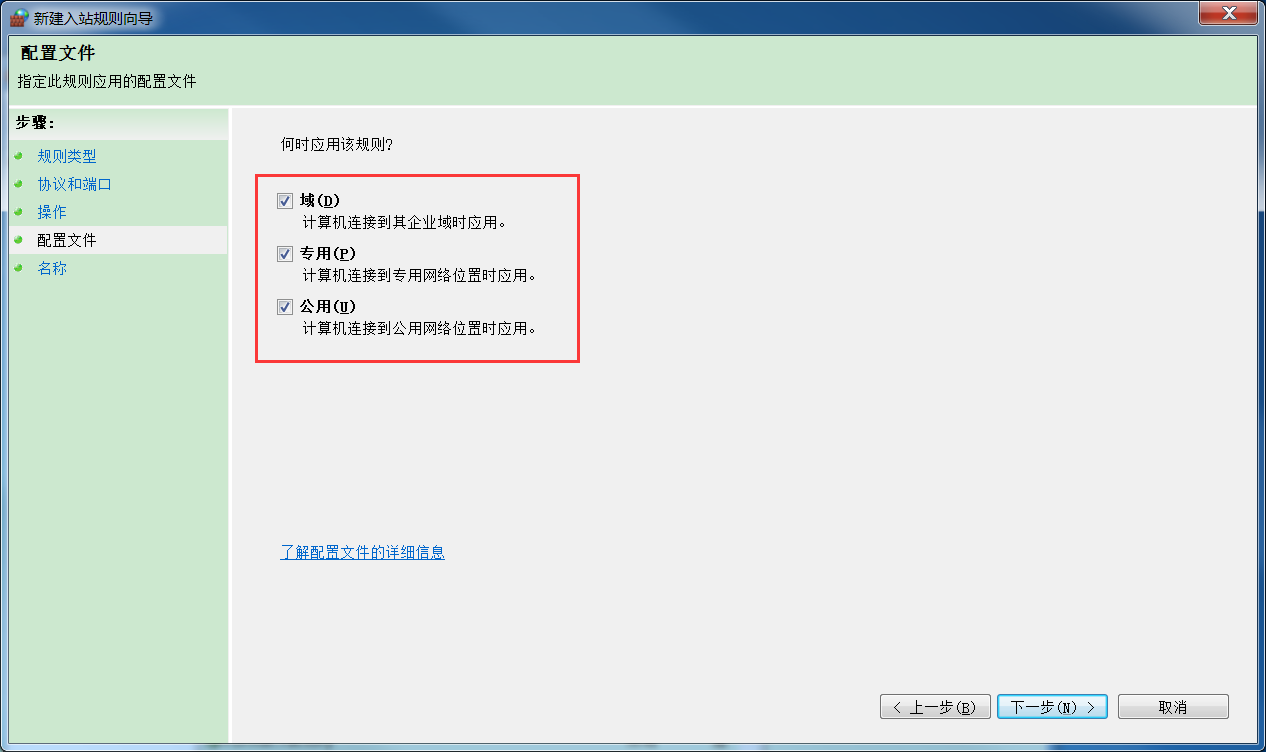 新建入站规则向导
配置文件
指定此规则应用的配置文件
步骤:
规则类型
协议和端口
操作
配置文件
名称
何时应用该规则?
域(D)
计算机连接到其企业域时应用。
专用(P)
计算机连接到专用网络位置时应用。
公用(U)
计算机连接到公用网络位置时应用。
了解配置文件的详细信息
< 上一步(B)
下一步(N) >
取消